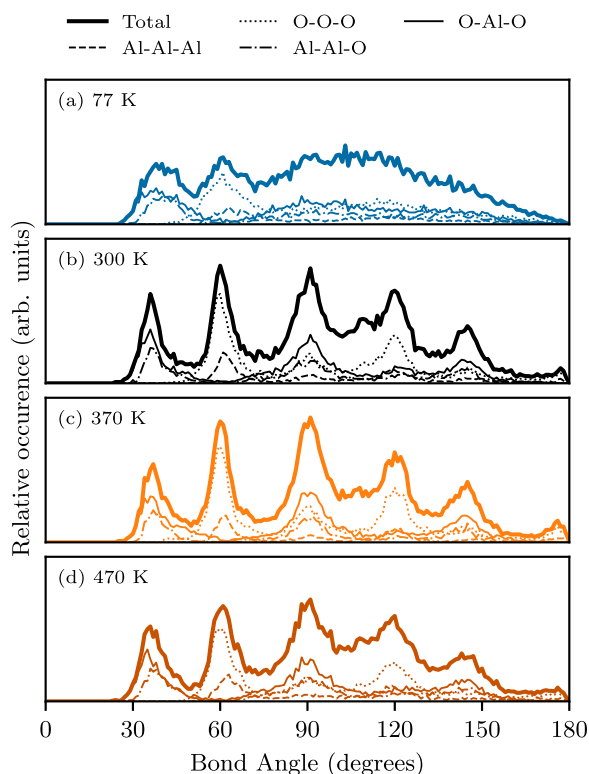 Total
O-O-O
O-Al-O
Al-Al-Al
Al-Al-O
(a) 77 K
(b) 300 K
(c) 370 K
(d) 470 K
Relative occurence (arb. units)
0 30 60 90 120 150 180
Bond Angle (degrees)